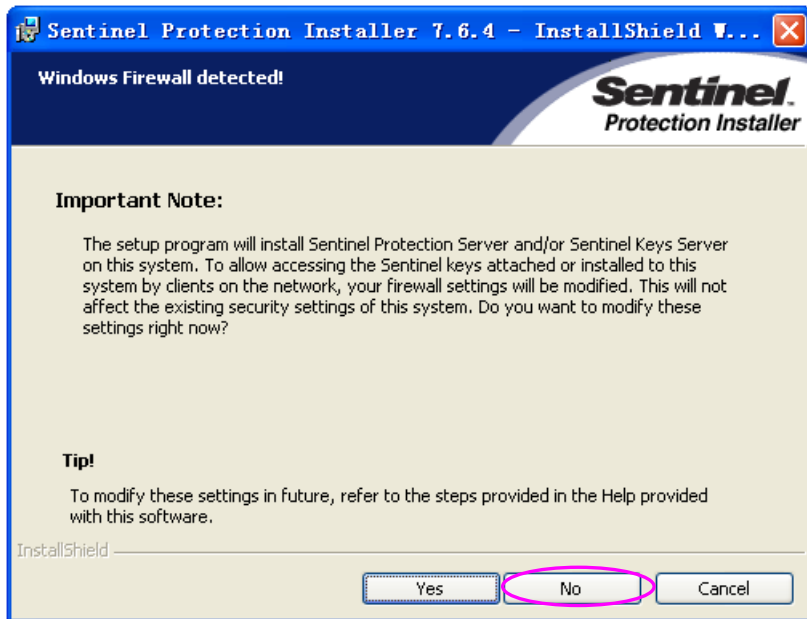 Sentinel Protection Installer 7.6.4 - InstallShield W...
Windows Firewall detected!
Sentinel.
Protection Installer
Important Note:
The setup program will install Sentinel Protection Server and/or Sentinel Keys Server
on this system. To allow accessing the Sentinel keys attached or installed to this
system by clients on the network, your firewall settings will be modified. This will not
affect the existing security settings of this system. Do you want to modify these
settings right now?
Tip!
To modify these settings in future, refer to the steps provided in the Help provided
with this software.
InstallShield
Yes
No
Cancel